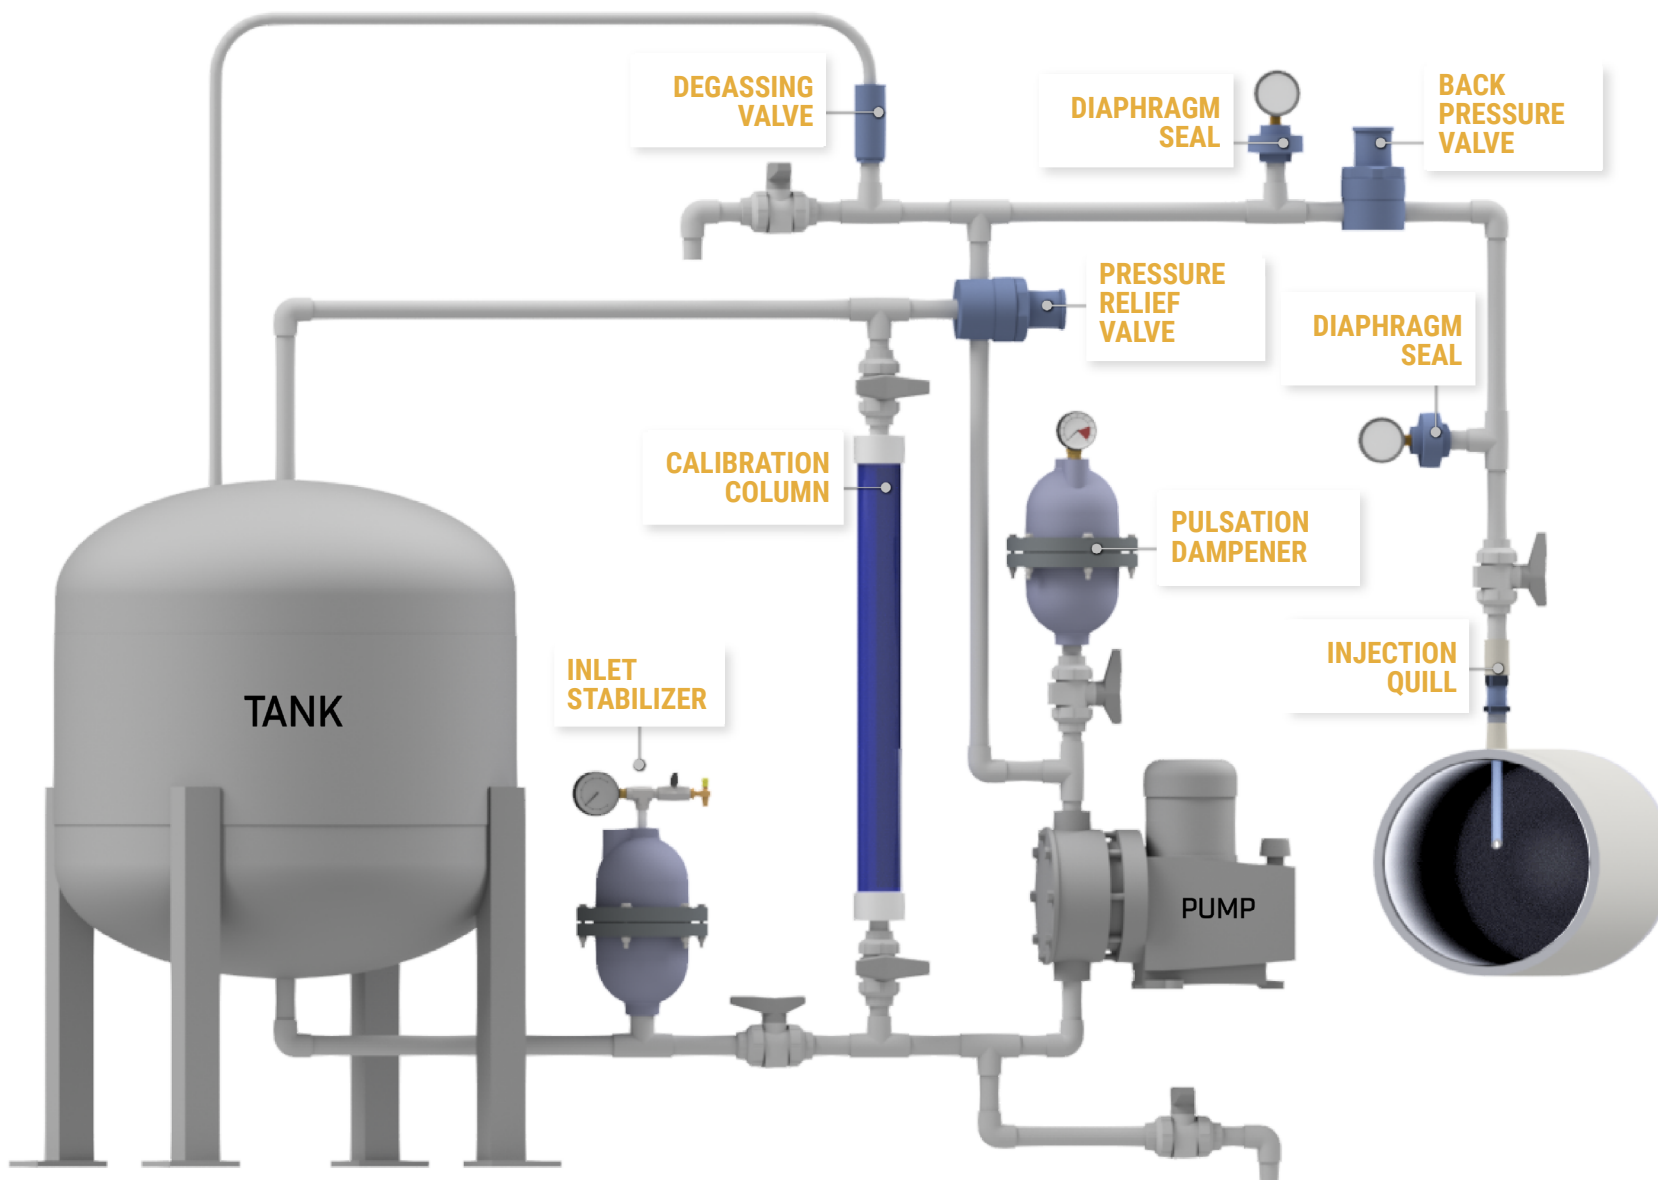 DEGASSING
VALVE
DIAPHRAGM
SEAL
BACK
PRESSURE
VALVE
PRESSURE
RELIEF
VALVE
DIAPHRAGM
SEAL
CALIBRATION
COLUMN
PULSATION
DAMPENER
INLET
STABILIZER
INJECTION
QUILL
TANK
PUMP